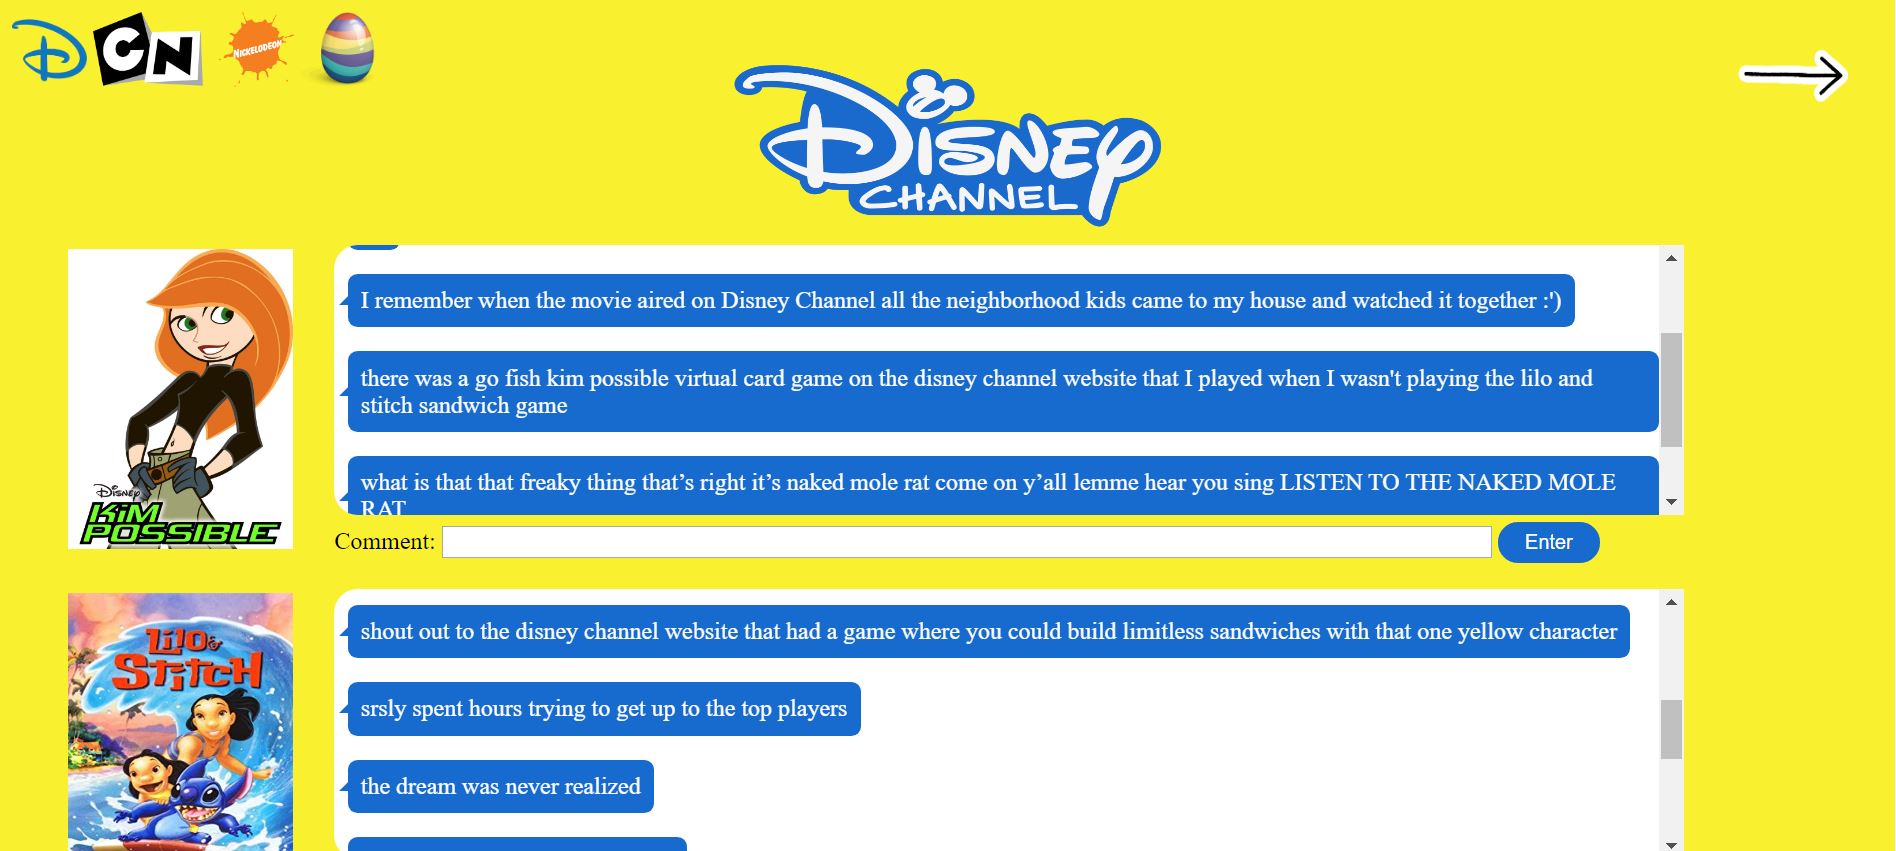 D
CN
NICKELODEON
DISNEY
CHANNEL
I remember when the movie aired on Disney Channel all the neighborhood kids came to my house and watched it together :')
there was a go fish kim possible virtual card game on the disney channel website that I played when I wasn't playing the lilo and
stitch sandwich game
what is that that freaky thing that’s right it’s naked mole rat come on y’all lemme hear you sing LISTEN TO THE NAKED MOLE
RAT
Disney
KiM
POSSIBLE
Comment:
Enter
LiLO &
STiTCH
shout out to the disney channel website that had a game where you could build limitless sandwiches with that one yellow character
srsly spent hours trying to get up to the top players
the dream was never realized